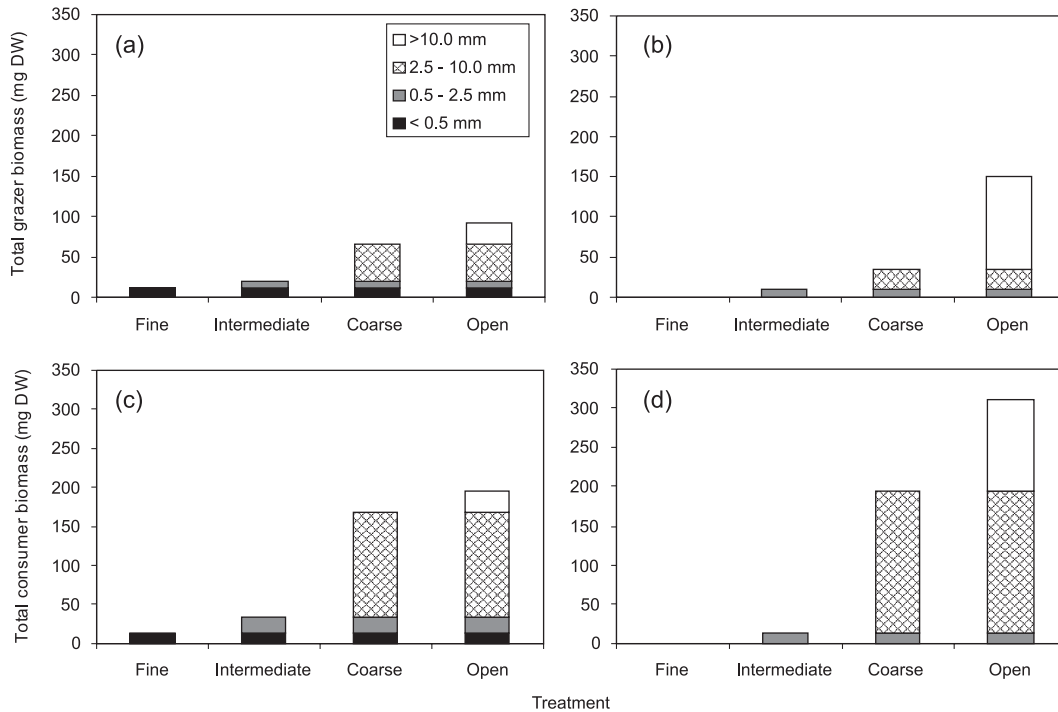 350
300
250
200
150
100
50
0
Total grazer biomass (mg DW)
(a)
>10.0 mm
2.5 - 10.0 mm
0.5 - 2.5 mm
< 0.5 mm
Fine Intermediate Coarse Open
350
300
250
200
150
100
50
0
(b)
Fine Intermediate Coarse Open
350
300
250
200
150
100
50
0
Total consumer biomass (mg DW)
(c)
Fine Intermediate Coarse Open
350
300
250
200
150
100
50
0
(d)
Fine Intermediate Coarse Open
Treatment